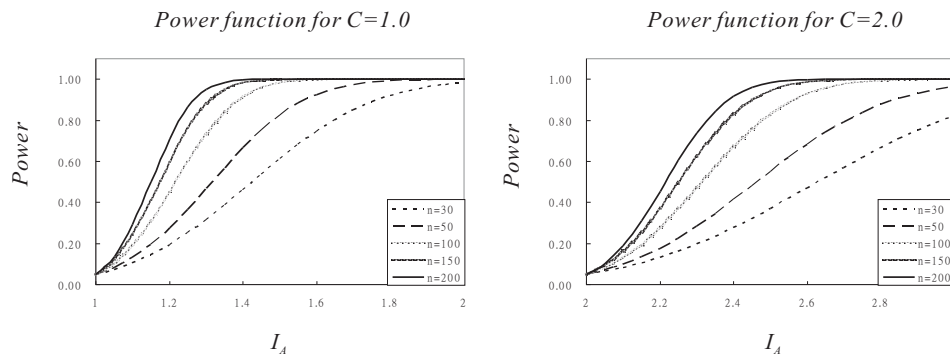 Power function for C=1.0
Power
1.00
0.80
0.60
0.40
0.20
0.00
1
1.2
1.4
1.6
1.8
2
I_A
n=30
n=50
n=100
n=150
n=200
Power function for C=2.0
Power
1.00
0.80
0.60
0.40
0.20
0.00
2
2.2
2.4
2.6
2.8
I_A
n=30
n=50
n=100
n=150
n=200